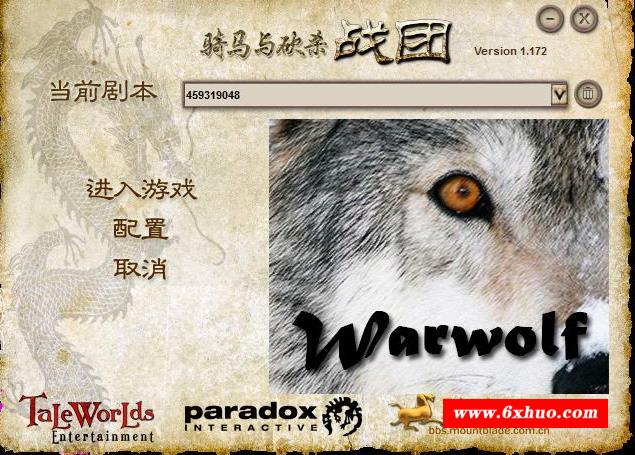 骑马与砍杀 战团
Version 1.172
当前剧本
459319048
进入游戏
配置
取消
Warwolf
TaleWorlds
Entertainment
paradox
INTERACTIVE
www.6xhuo.com
bbs.mountblade.com.cn